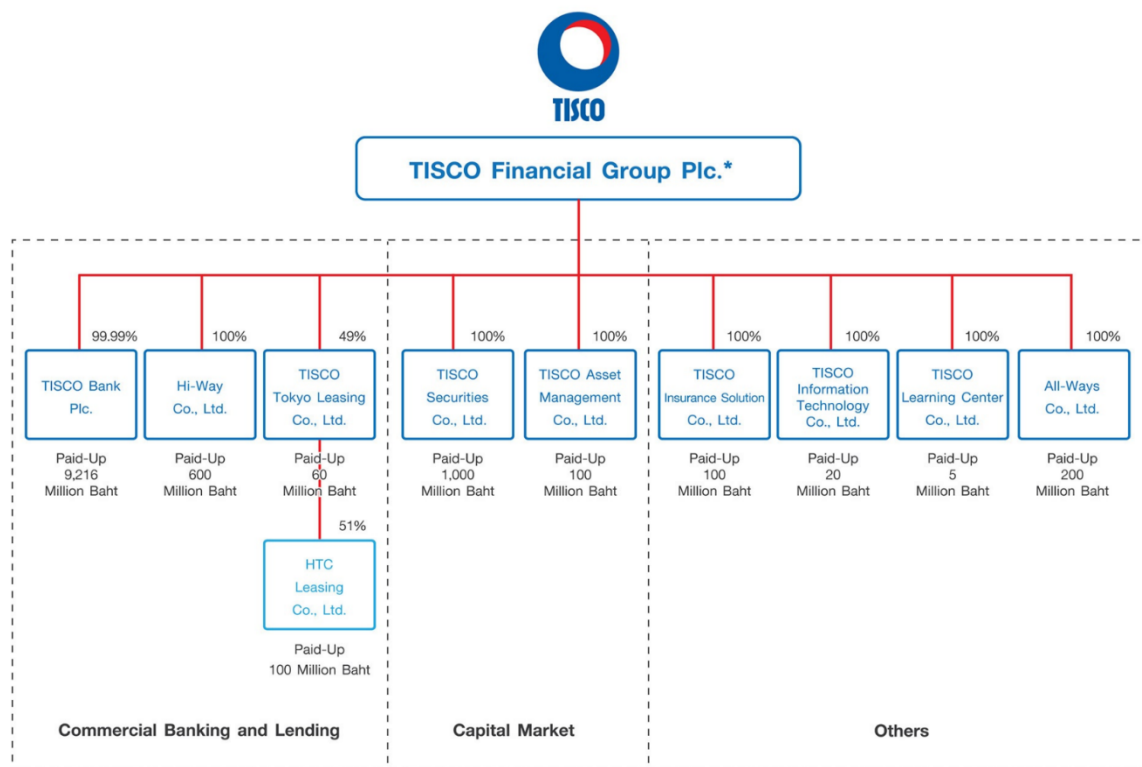 TISCO
TISCO Financial Group Plc.*
99.99%
TISCO Bank
Plc.
Paid-Up
9,216
Million Baht
100%
Hi-Way
Co., Ltd.
Paid-Up
600
Million Baht
49%
TISCO
Tokyo Leasing
Co., Ltd.
Paid-Up
60
Million Baht
51%
HTC
Leasing
Co., Ltd.
Paid-Up
100 Million Baht
Commercial Banking and Lending
100%
TISCO
Securities
Co., Ltd.
Paid-Up
1,000
Million Baht
100%
TISCO Asset
Management
Co., Ltd.
Paid-Up
100
Million Baht
Capital Market
100%
TISCO
Insurance Solution
Co., Ltd.
Paid-Up
100
Million Baht
100%
TISCO
Information
Technology
Co., Ltd.
Paid-Up
20
Million Baht
100%
TISCO
Learning Center
Co., Ltd.
Paid-Up
5
Million Baht
100%
All-Ways
Co., Ltd.
Paid-Up
200
Million Baht
Others